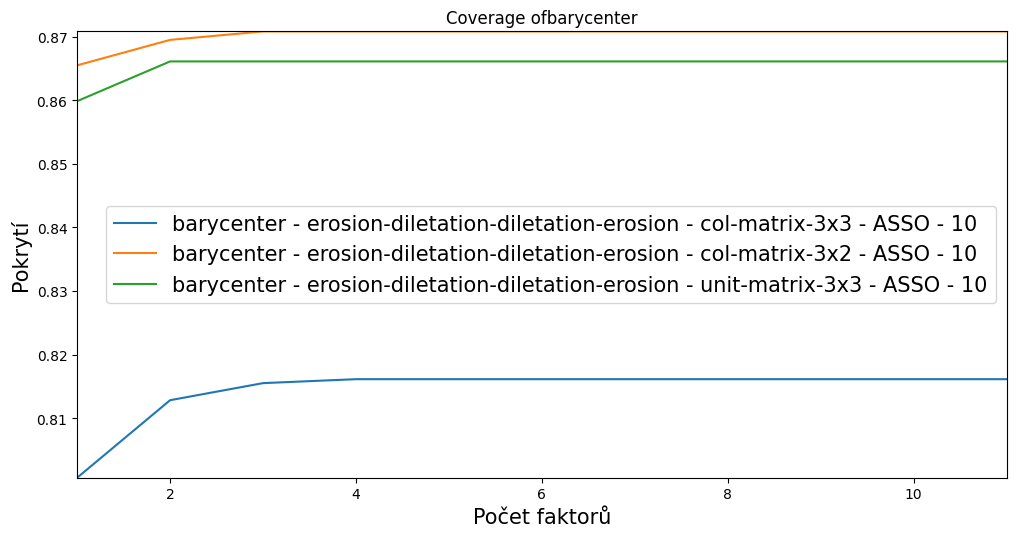 Coverage ofbarycenter
0.87
0.86
0.85
0.84
0.83
0.82
0.81
Pokrytí
barycenter - erosion-diletation-diletation-erosion - col-matrix-3x3 - ASSO - 10
barycenter - erosion-diletation-diletation-erosion - col-matrix-3x2 - ASSO - 10
barycenter - erosion-diletation-diletation-erosion - unit-matrix-3x3 - ASSO - 10
2 4 6 8 10
Počet faktorů